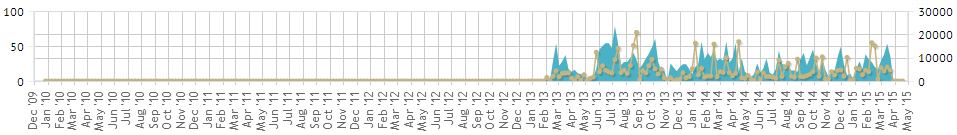 100
50
0
30000
20000
10000
0
Dec '09
Jan '10
Feb '10
Mar '10
Apr '10
May '10
Jun '10
Jul '10
Aug '10
Sep '10
Oct '10
Nov '10
Dec '10
Jan '11
Feb '11
Mar '11
Apr '11
May '11
Jun '11
Jul '11
Aug '11
Sep '11
Oct '11
Nov '11
Dec '11
Jan '12
Feb '12
Mar '12
Apr '12
May '12
Jun '12
Jul '12
Aug '12
Sep '12
Oct '12
Nov '12
Dec '12
Jan '13
Feb '13
Mar '13
Apr '13
May '13
Jun '13
Jul '13
Aug '13
Sep '13
Oct '13
Nov '13
Dec '13
Jan '14
Feb '14
Mar '14
Apr '14
May '14
Jun '14
Jul '14
Aug '14
Sep '14
Oct '14
Nov '14
Dec '14
Jan '15
Feb '15
Mar '15
Apr '15
May '15